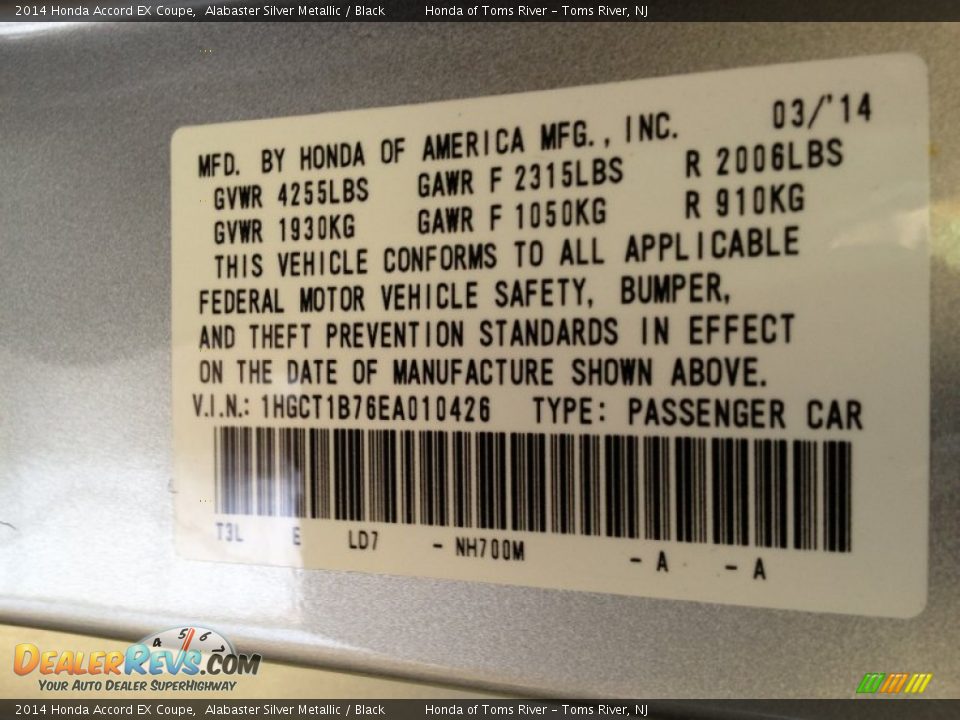 2014 Honda Accord EX Coupe,  Alabaster Silver Metallic / Black    Honda of Toms River - Toms River, NJ
03/'14
MFD. BY HONDA OF AMERICA MFG., INC.
GVWR 4255LBS GAWR F 2315LBS R 2006LBS
GVWR 1930KG GAWR F 1050KG R 910KG
THIS VEHICLE CONFORMS TO ALL APPLICABLE
FEDERAL MOTOR VEHICLE SAFETY, BUMPER,
AND THEFT PREVENTION STANDARDS IN EFFECT
ON THE DATE OF MANUFACTURE SHOWN ABOVE.
V.I.N.: 1HGCT1B76EA010426 TYPE: PASSENGER CAR
T3L E LD7 - NH700M - A - A
4 5 6
DEALERREVS.COM
YOUR AUTO DEALER SUPERHIGHWAY
2014 Honda Accord EX Coupe,  Alabaster Silver Metallic / Black    Honda of Toms River - Toms River, NJ